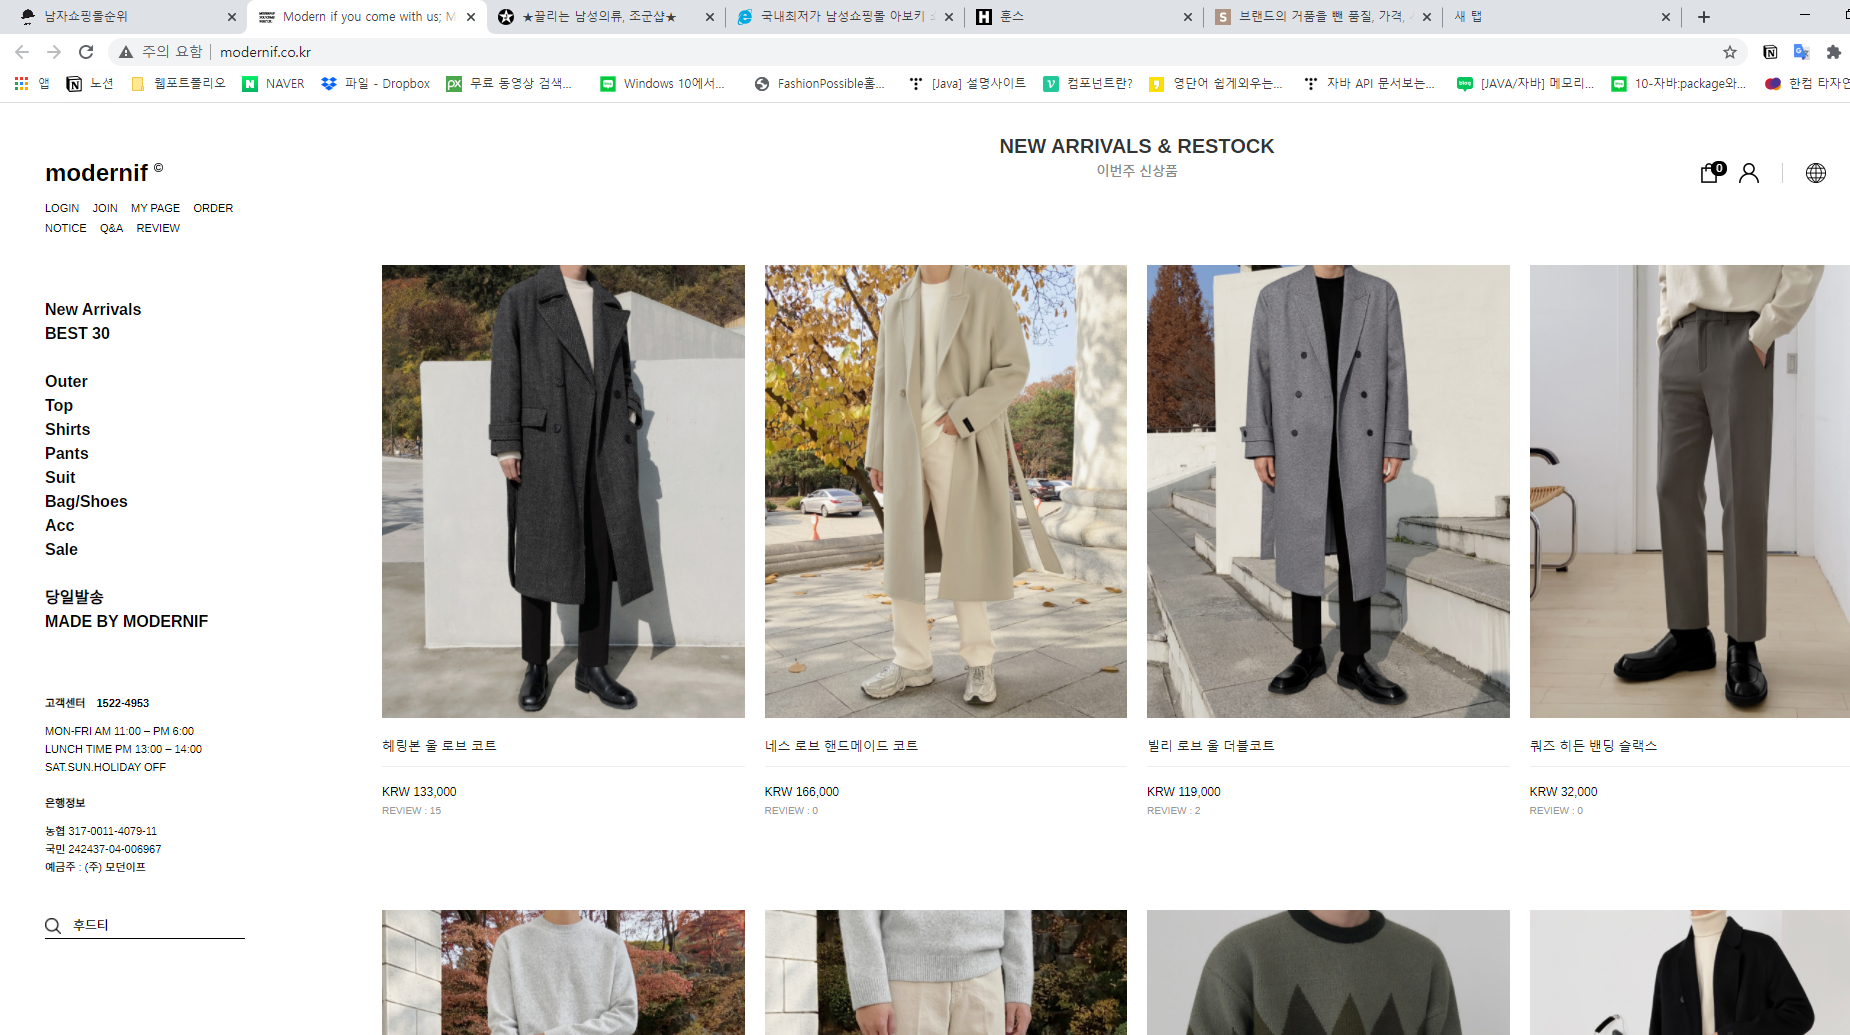 남자쇼핑몰순위
Modern if you come with us; M
★끌리는 남성의류, 조군샵★
국내최저가 남성쇼핑몰 아보키
훈스
브랜드의 거품을 뺀 품질, 가격,
새 탭
주의 요함
modernif.co.kr
앱
노션
웹포트폴리오
NAVER
파일 - Dropbox
무료 동영상 검색...
Windows 10에서...
FashionPossible홈...
[Java] 설명사이트
컴포넌트란?
영단어 쉽게외우는...
자바 API 문서보는...
[JAVA/자바] 메모리...
10-자바:package와...
한컴 타자연
NEW ARRIVALS & RESTOCK
이번주 신상품
0
modernif ©
LOGIN JOIN MY PAGE ORDER
NOTICE Q&A REVIEW
New Arrivals
BEST 30
Outer
Top
Shirts
Pants
Suit
Bag/Shoes
Acc
Sale
당일발송
MADE BY MODERNIF
고객센터 1522-4953
MON-FRI AM 11:00 – PM 6:00
LUNCH TIME PM 13:00 – 14:00
SAT.SUN.HOLIDAY OFF
은행정보
농협 317-0011-4079-11
국민 242437-04-006967
예금주 : (주) 모던이프
후드티
헤링본 울 로브 코트
KRW 133,000
REVIEW : 15
네스 로브 핸드메이드 코트
KRW 166,000
REVIEW : 0
빌리 로브 울 더블코트
KRW 119,000
REVIEW : 2
쿼즈 히든 밴딩 슬랙스
KRW 32,000
REVIEW : 0